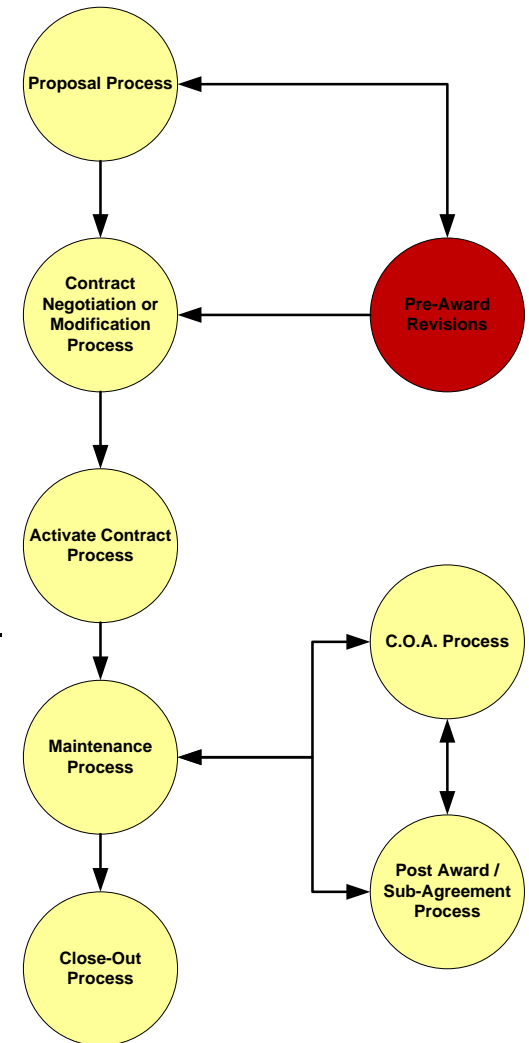 Proposal Process
Contract
Negotiation or
Modification
Process
Pre-Award
Revisions
Activate Contract
Process
C.O.A. Process
Maintenance
Process
Post Award /
Sub-Agreement
Process
Close-Out
Process